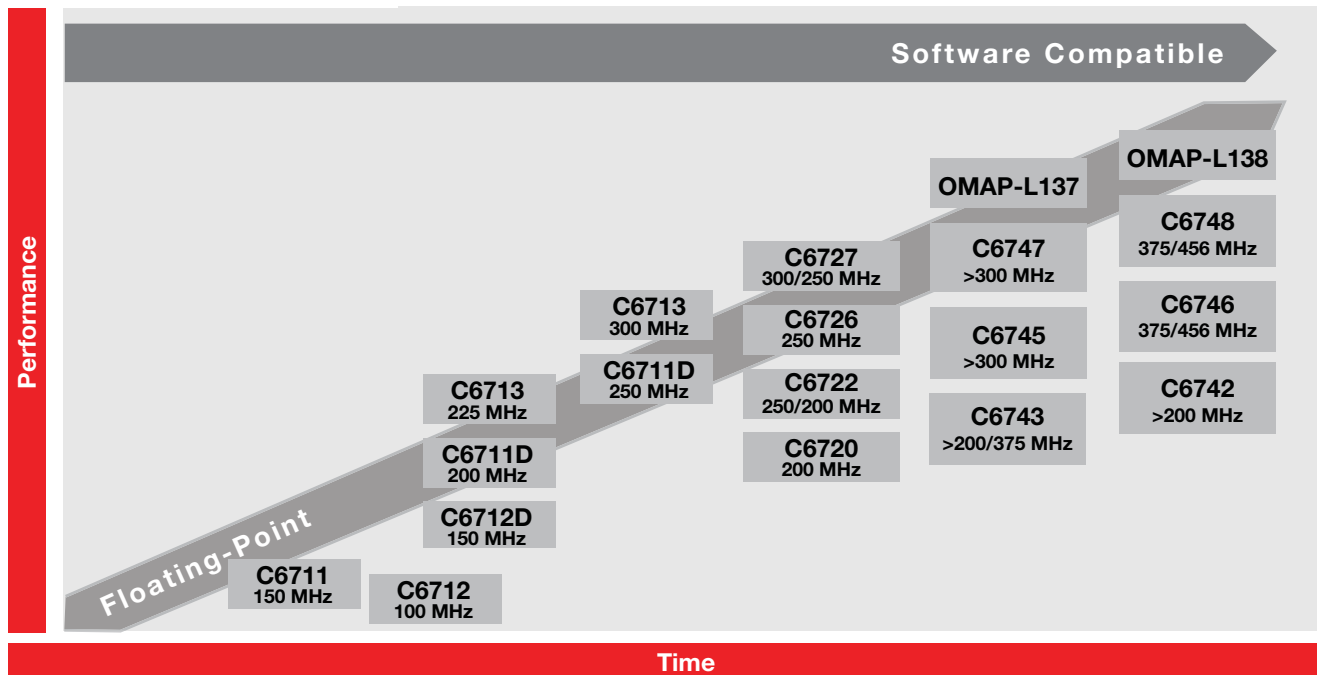 Software Compatible
OMAP-L138
OMAP-L137
C6748
375/456 MHz
C6727
300/250 MHz
C6747
>300 MHz
C6713
300 MHz
C6726
250 MHz
C6746
375/456 MHz
C6745
>300 MHz
C6711D
250 MHz
C6722
250/200 MHz
C6713
225 MHz
C6742
>200 MHz
C6743
>200/375 MHz
C6711D
200 MHz
C6720
200 MHz
C6712D
150 MHz
Floating-Point
C6711
150 MHz
C6712
100 MHz
Performance
Time